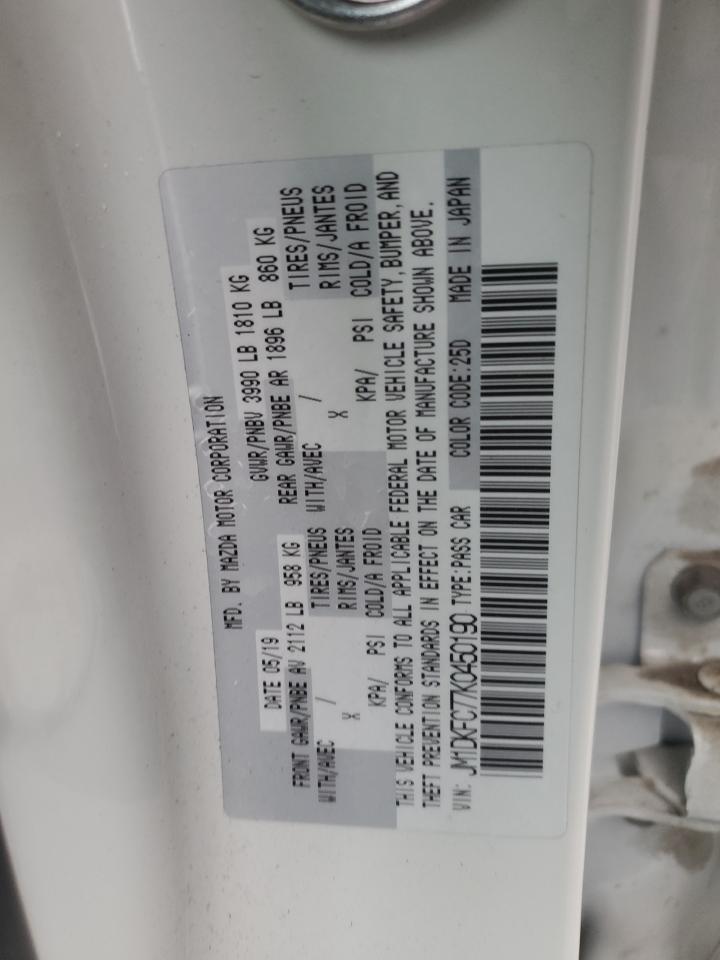 MFD. BY MAZDA MOTOR CORPORATION
DATE 05/19 GVWR/PNBV 3990 LB 1810 KG
FRONT GAWR/PNBE AV 2112 LB 958 KG REAR GAWR/PNBE AR 1896 LB 860 KG
WITH/AVEC / TIRES/PNEUS WITH/AVEC / TIRES/PNEUS
X RIMS/JANTES X RIMS/JANTES
KPA/ PSI COLD/A FROID KPA/ PSI COLD/A FROID
THIS VEHICLE CONFORMS TO ALL APPLICABLE FEDERAL MOTOR VEHICLE SAFETY, BUMPER, AND
THEFT PREVENTION STANDARDS IN EFFECT ON THE DATE OF MANUFACTURE SHOWN ABOVE.
VIN: JM1DKFC77K0450190 TYPE:PASS CAR COLOR CODE:25D MADE IN JAPAN